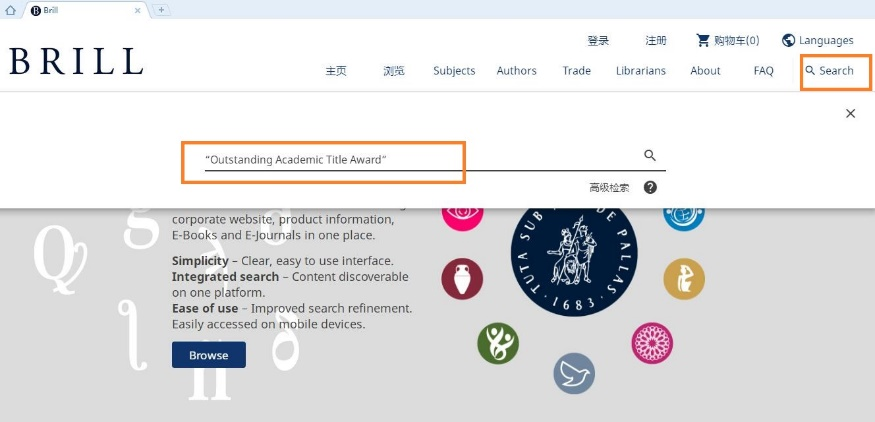 Brill
BRILL
登录 注册 购物车(0) Languages
主页 浏览 Subjects Authors Trade Librarians About FAQ Search
“Outstanding Academic Title Award”
高级检索
corporate website, product information,
E-Books and E-Journals in one place.
Simplicity – Clear, easy to use interface.
Integrated search – Content discoverable
on one platform.
Ease of use – Improved search refinement.
Easily accessed on mobile devices.
Browse
TUTA SUB PALLAS
1683